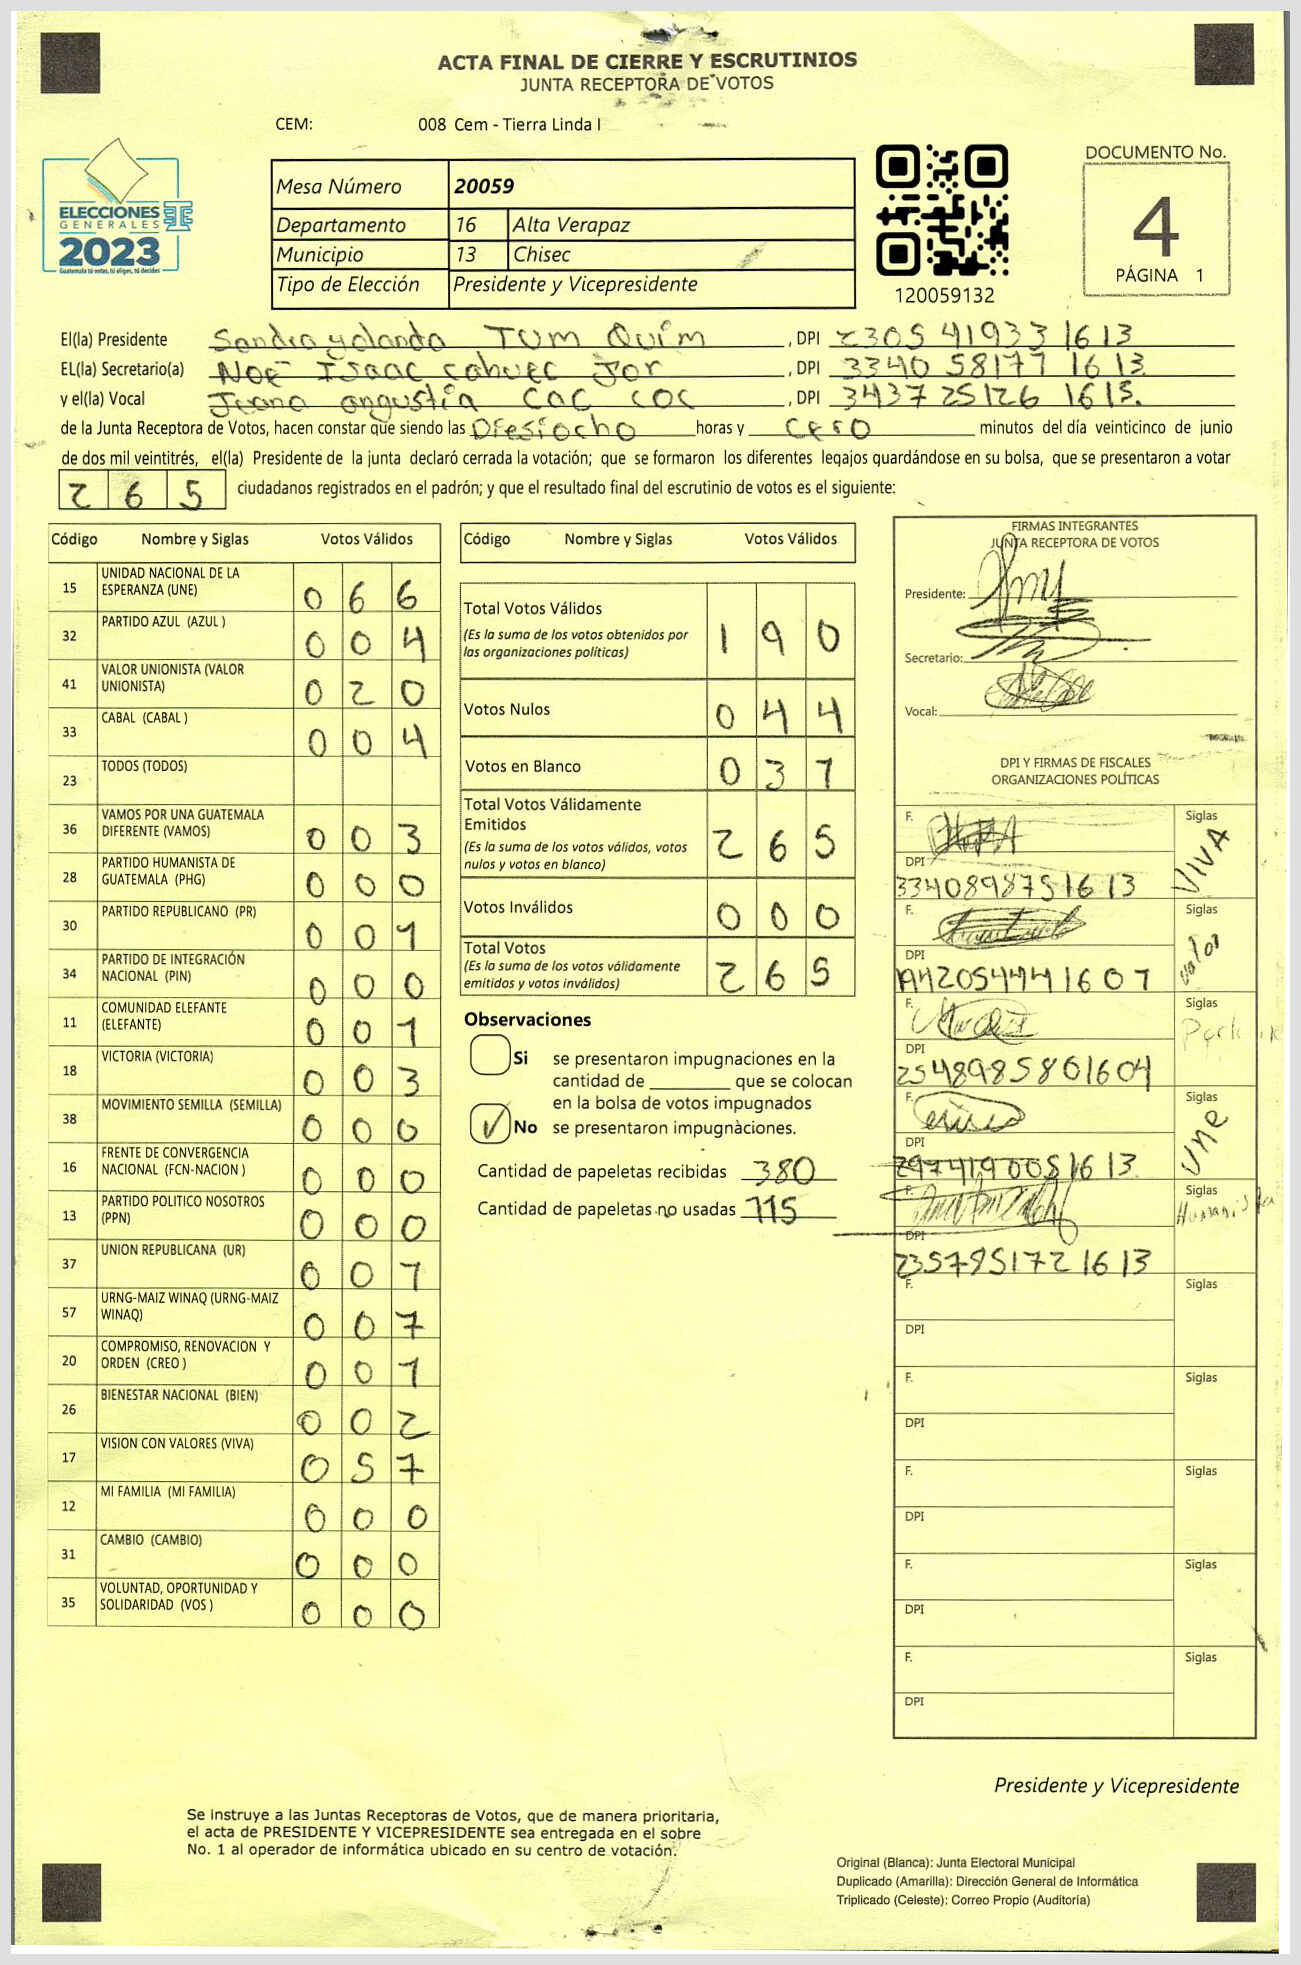 ACTA FINAL DE CIERRE Y ESCRUTINIOS
JUNTA RECEPTORA DE VOTOS
CEM: 008 Cem - Tierra Linda I
ELECCIONES
GENERALES
2023
Guatemala tú votas, tú eliges, tú decides
Mesa Número 20059
Departamento 16 Alta Verapaz
Municipio 13 Chisec
Tipo de Elección Presidente y Vicepresidente
120059132
DOCUMENTO No.
4
PÁGINA 1
El(la) Presidente Sandra yolanda TUM QUIM , DPI 2305 41933 1613
EL(la) Secretario(a) NOE ISaac cahuec Jor , DPI 3340 58177 1613
y el(la) Vocal Juana angustia CAC COC , DPI 3437 25126 1613.
de la Junta Receptora de Votos, hacen constar que siendo las Diesiocho horas y cero minutos del día veinticinco de junio
de dos mil veintitrés, el(la) Presidente de la junta declaró cerrada la votación; que se formaron los diferentes legajos guardándose en su bolsa, que se presentaron a votar
265 ciudadanos registrados en el padrón; y que el resultado final del escrutinio de votos es el siguiente:
Código Nombre y Siglas Votos Válidos
15 UNIDAD NACIONAL DE LA
ESPERANZA (UNE) 0 6 6
32 PARTIDO AZUL (AZUL ) 0 0 4
41 VALOR UNIONISTA (VALOR
UNIONISTA) 0 2 0
33 CABAL (CABAL ) 0 0 4
23 TODOS (TODOS)
36 VAMOS POR UNA GUATEMALA
DIFERENTE (VAMOS) 0 0 3
28 PARTIDO HUMANISTA DE
GUATEMALA (PHG) 0 0 0
30 PARTIDO REPUBLICANO (PR) 0 0 1
34 PARTIDO DE INTEGRACIÓN
NACIONAL (PIN) 0 0 0
11 COMUNIDAD ELEFANTE
(ELEFANTE) 0 0 1
18 VICTORIA (VICTORIA) 0 0 3
38 MOVIMIENTO SEMILLA (SEMILLA) 0 0 0
16 FRENTE DE CONVERGENCIA
NACIONAL (FCN-NACION ) 0 0 0
13 PARTIDO POLITICO NOSOTROS
(PPN) 0 0 0
37 UNION REPUBLICANA (UR) 0 0 7
57 URNG-MAIZ WINAQ (URNG-MAIZ
WINAQ) 0 0 7
20 COMPROMISO, RENOVACION Y
ORDEN (CREO ) 0 0 1
26 BIENESTAR NACIONAL (BIEN) 0 0 2
17 VISION CON VALORES (VIVA) 0 5 7
12 MI FAMILIA (MI FAMILIA) 0 0 0
31 CAMBIO (CAMBIO) 0 0 0
35 VOLUNTAD, OPORTUNIDAD Y
SOLIDARIDAD (VOS ) 0 0 0
Código Nombre y Siglas Votos Válidos
Total Votos Válidos 1 9 0
(Es la suma de los votos obtenidos por
las organizaciones políticas)
Votos Nulos 0 4 4
Votos en Blanco 0 3 1
Total Votos Válidamente
Emitidos 2 6 5
(Es la suma de los votos válidos, votos
nulos y votos en blanco)
Votos Inválidos 0 0 0
Total Votos 2 6 5
(Es la suma de los votos válidamente
emitidos y votos inválidos)
Observaciones
Si se presentaron impugnaciones en la
cantidad de ________ que se colocan
en la bolsa de votos impugnados
No se presentaron impugnàciones.
Cantidad de papeletas recibidas 380
Cantidad de papeletas no usadas 115
FIRMAS INTEGRANTES
JUNTA RECEPTORA DE VOTOS
Presidente:
Secretario:
Vocal:
DPI Y FIRMAS DE FISCALES
ORGANIZACIONES POLÍTICAS
F. Siglas VIVA
DPI
3340898751613
F. Siglas valor
DPI
F. Siglas
DPI
2548985801604
F. Siglas Une
DPI
2974190051613
F. Siglas Humanista
DPI
2357851721613
F. Siglas
DPI
F. Siglas
DPI
F. Siglas
DPI
F. Siglas
DPI
F. Siglas
DPI
Presidente y Vicepresidente
Se instruye a las Juntas Receptoras de Votos, que de manera prioritaria,
el acta de PRESIDENTE Y VICEPRESIDENTE sea entregada en el sobre
No. 1 al operador de informática ubicado en su centro de votación.
Original (Blanca): Junta Electoral Municipal
Duplicado (Amarilla): Dirección General de Informática
Triplicado (Celeste): Correo Propio (Auditoría)